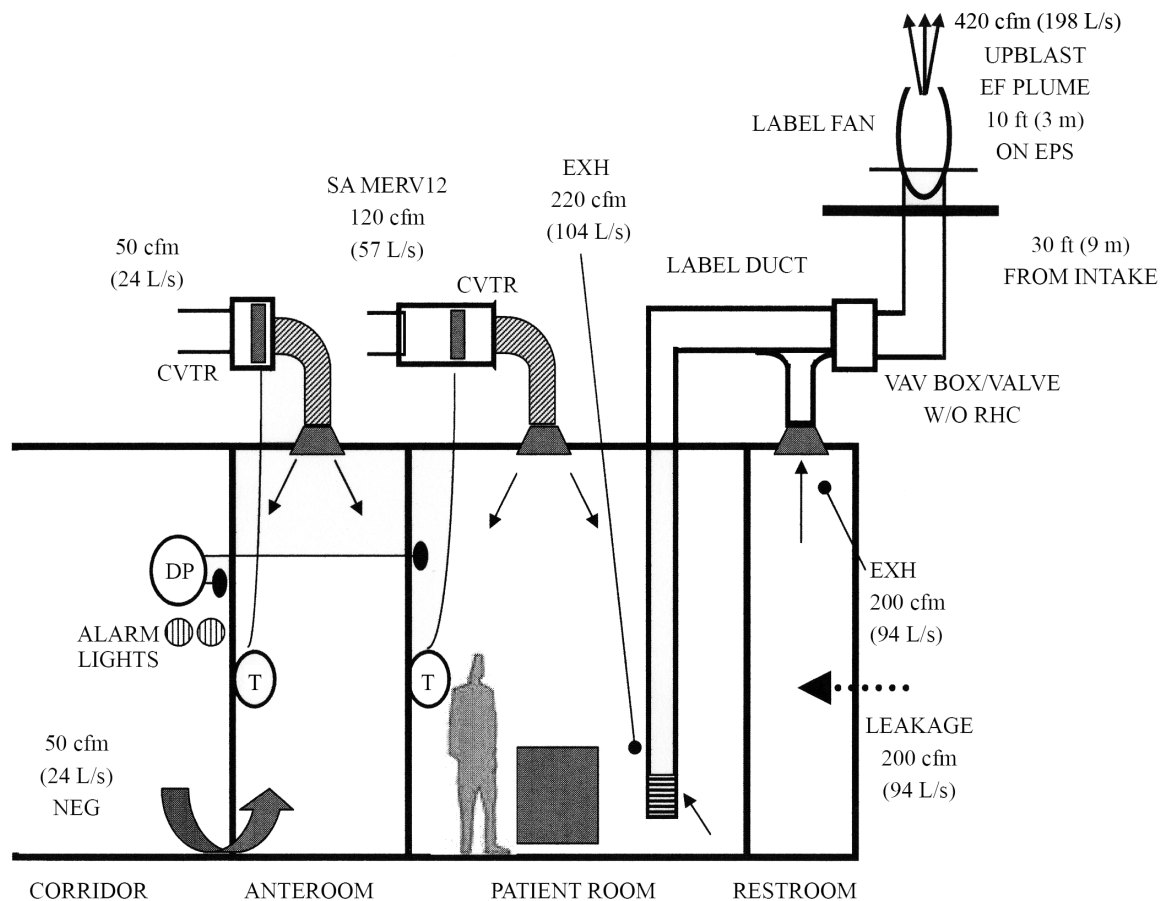 420 cfm (198 L/s)
UPBLAST
EF PLUME
10 ft (3 m)
ON EPS
LABEL FAN
SA MERV12
120 cfm
(57 L/s)
EXH
220 cfm
(104 L/s)
50 cfm
(24 L/s)
30 ft (9 m)
FROM INTAKE
LABEL DUCT
CVTR
CVTR
VAV BOX/VALVE
W/O RHC
DP
EXH
200 cfm
(94 L/s)
ALARM
LIGHTS
T
T
LEAKAGE
200 cfm
(94 L/s)
50 cfm
(24 L/s)
NEG
CORRIDOR
ANTEROOM
PATIENT ROOM
RESTROOM